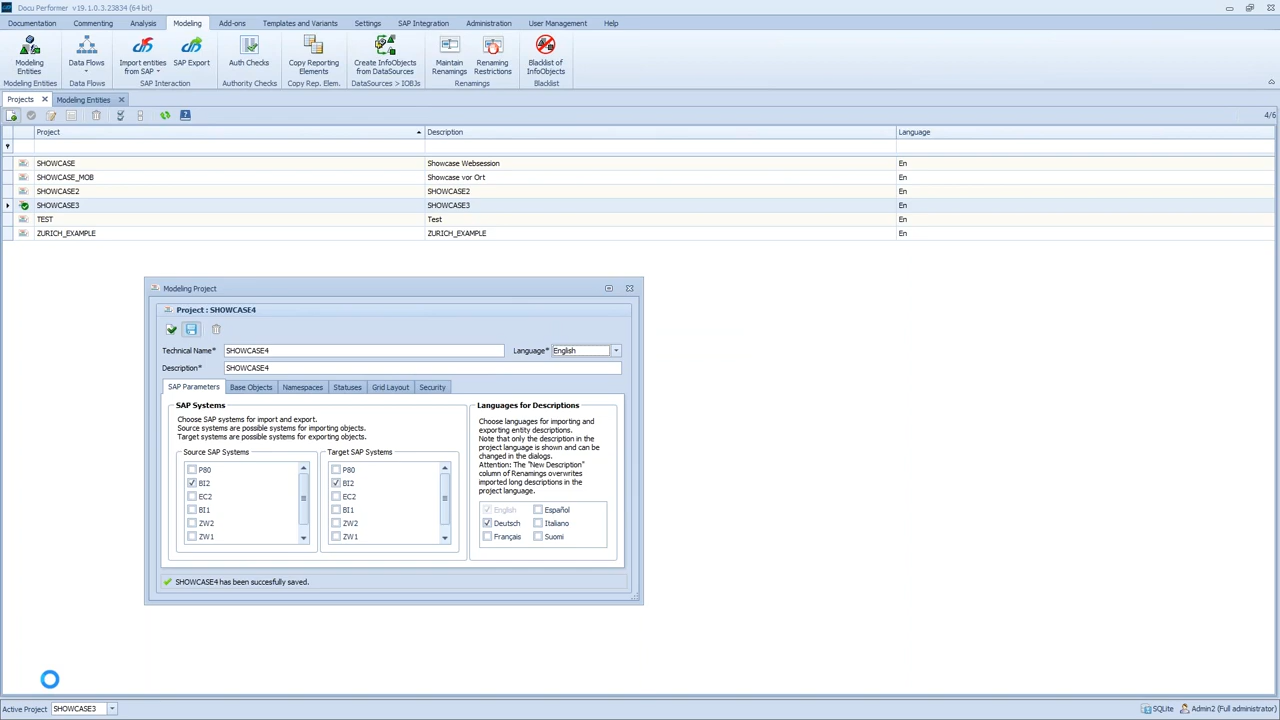 Docu Performer v19.1.0.3.23834 (64 bit)
Documentation Commenting Analysis Modeling Add-ons Templates and Variants Settings SAP Integration Administration User Management Help
Modeling Entities
Data Flows
Import entities from SAP
SAP Export
Auth Checks
Copy Reporting Elements
Create InfoObjects from DataSources
Maintain Renamings
Renaming Restrictions
Blacklist of InfoObjects
Modeling Entities Data Flows SAP Interaction Authority Checks Copy Rep. Elem. DataSources > IOBJs Renamings Blacklist
Projects Modeling Entities
4/6
Project Description Language
SHOWCASE Showcase Websession En
SHOWCASE_MOB Showcase vor Ort En
SHOWCASE2 SHOWCASE2 En
SHOWCASE3 SHOWCASE3 En
TEST Test En
ZURICH_EXAMPLE ZURICH_EXAMPLE En
Modeling Project
Project : SHOWCASE4
Technical Name* SHOWCASE4 Language* English
Description* SHOWCASE4
SAP Parameters Base Objects Namespaces Statuses Grid Layout Security
SAP Systems
Choose SAP systems for import and export.
Source systems are possible systems for importing objects.
Target systems are possible systems for exporting objects.
Source SAP Systems
P80
BI2
EC2
BI1
ZW2
ZW1
Target SAP Systems
P80
BI2
EC2
BI1
ZW2
ZW1
Languages for Descriptions
Choose languages for importing and
exporting entity descriptions.
Note that only the description in the
project language is shown and can be
changed in the dialogs.
Attention: The "New Description"
column of Renamings overwrites
imported long descriptions in the
project language.
English Español
Deutsch Italiano
Français Suomi
SHOWCASE4 has been succesfully saved.
Active Project SHOWCASE3
SQLite Admin2 (Full administrator)